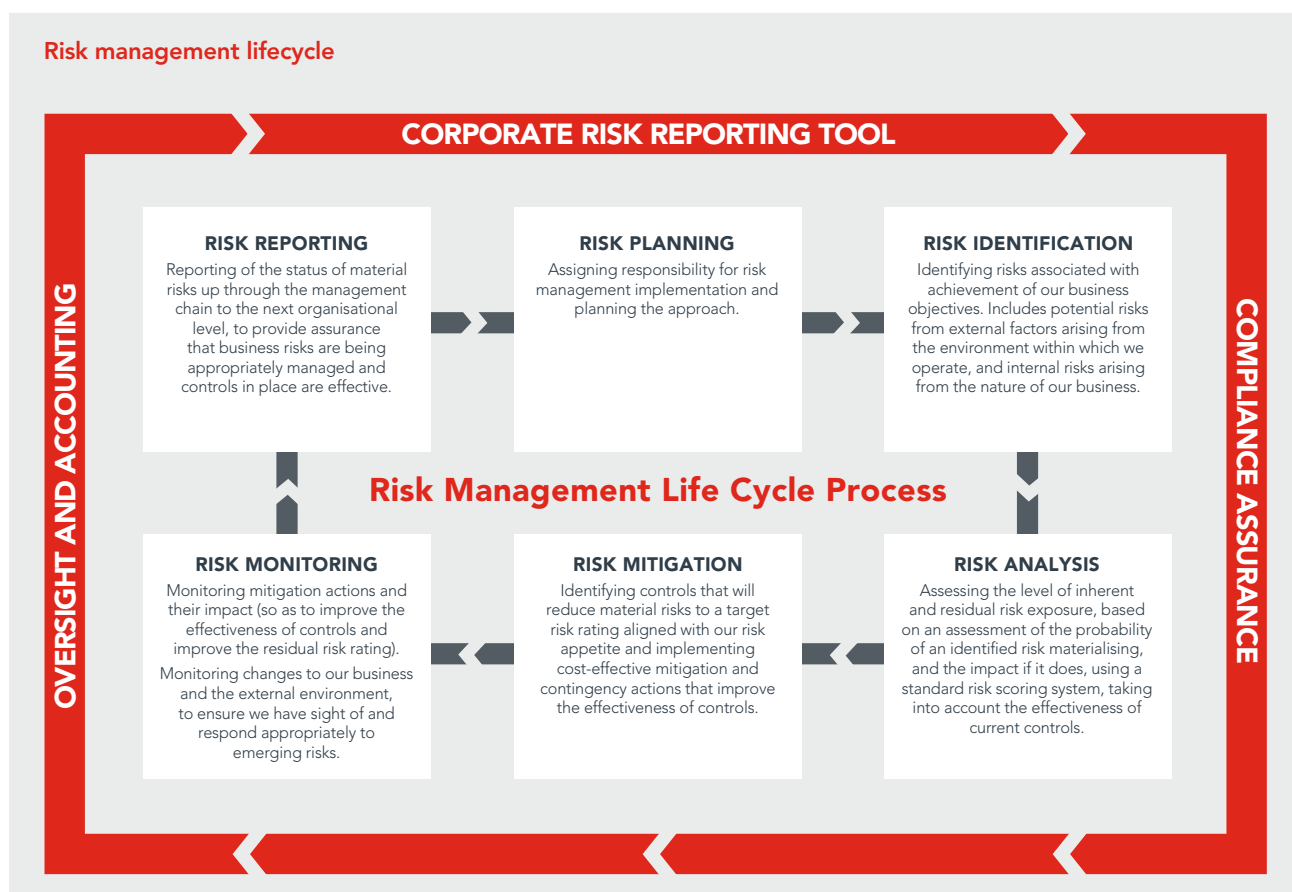 Risk management lifecycle
CORPORATE RISK REPORTING TOOL
OVERSIGHT AND ACCOUNTING
RISK REPORTING
Reporting of the status of material
risks up through the management
chain to the next organisational
level, to provide assurance
that business risks are being
appropriately managed and
controls in place are effective.
RISK PLANNING
Assigning responsibility for risk
management implementation and
planning the approach.
RISK IDENTIFICATION
Identifying risks associated with
achievement of our business
objectives. Includes potential risks
from external factors arising from
the environment within which we
operate, and internal risks arising
from the nature of our business.
COMPLIANCE ASSURANCE
Risk Management Life Cycle Process
RISK MONITORING
Monitoring mitigation actions and
their impact (so as to improve the
effectiveness of controls and
improve the residual risk rating).
Monitoring changes to our business
and the external environment,
to ensure we have sight of and
respond appropriately to
emerging risks.
RISK MITIGATION
Identifying controls that will
reduce material risks to a target
risk rating aligned with our risk
appetite and implementing
cost-effective mitigation and
contingency actions that improve
the effectiveness of controls.
RISK ANALYSIS
Assessing the level of inherent
and residual risk exposure, based
on an assessment of the probability
of an identified risk materialising,
and the impact if it does, using a
standard risk scoring system, taking
into account the effectiveness of
current controls.